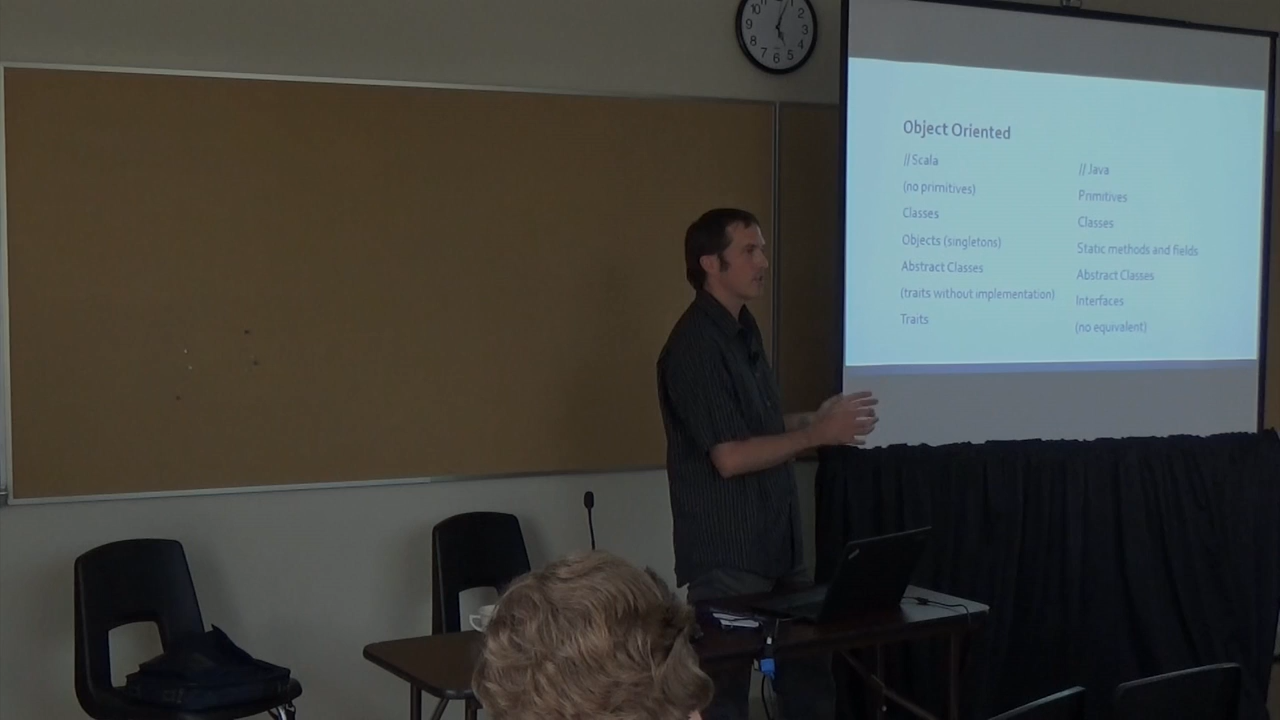 Object Oriented
// Scala
(no primitives)
Classes
Objects (singletons)
Abstract Classes
(traits without implementation)
Traits
// Java
Primitives
Classes
Static methods and fields
Abstract Classes
Interfaces
(no equivalent)